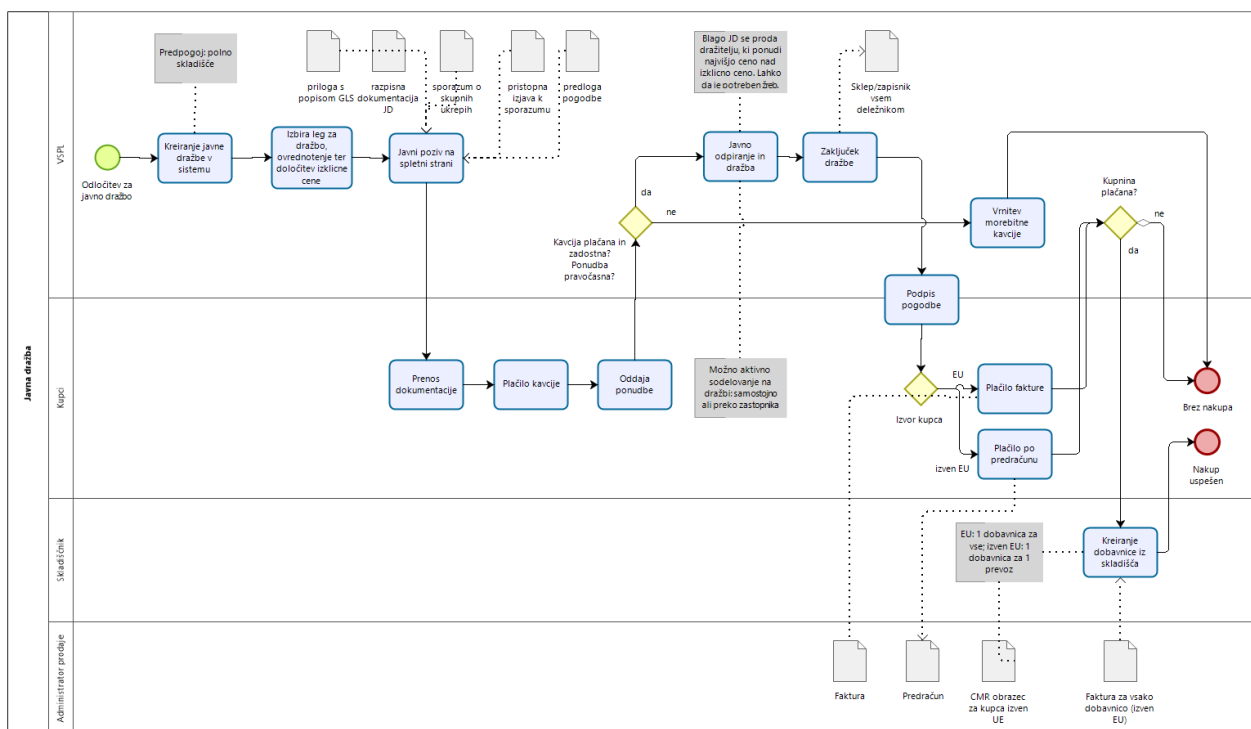 Javna dražba
VSPL
Kupci
Skladiščnik
Administrator prodaje
Odločitev za
javno dražbo
Predpogoj: polno
skladišče
Kreiranje javne
dražbe v
sistemu
Izbira leg za
dražbo,
ovrednotenje ter
določitev izklicne
cene
priloga s
popisom GLS
razpisna
dokumentacija
JD
sporazum o
skupnih
ukrepih
pristopna
izjava k
sporazumu
predloga
pogodbe
Javni poziv na
spletni strani
Blago JD se proda
dražitelju, ki ponudi
najvišjo ceno nad
izklicno ceno. Lahko
da je potreben žreb.
Sklep/zapisnik
vsem
deležnikom
Javno
odpiranje in
dražba
Zaključek
dražbe
da
ne
Kavcija plačana in
zadostna?
Ponudba
pravočasna?
Vrnitev
morebitne
kavcije
Kupnina
plačana?
ne
da
Podpis
pogodbe
Prenos
dokumentacije
Plačilo kavcije
Oddaja
ponudbe
Možno aktivno
sodelovanje na
dražbi: samostojno
ali preko zastopnika
Izvor kupca
EU
izven EU
Plačilo fakture
Plačilo po
predračunu
Brez nakupa
Nakup
uspešen
EU: 1 dobavnica za
vse; izven EU: 1
dobavnica za 1
prevoz
Kreiranje
dobavnice iz
skladišča
Faktura
Predračun
CMR obrazec
za kupca izven
UE
Faktura za vsako
dobavnico (izven
EU)